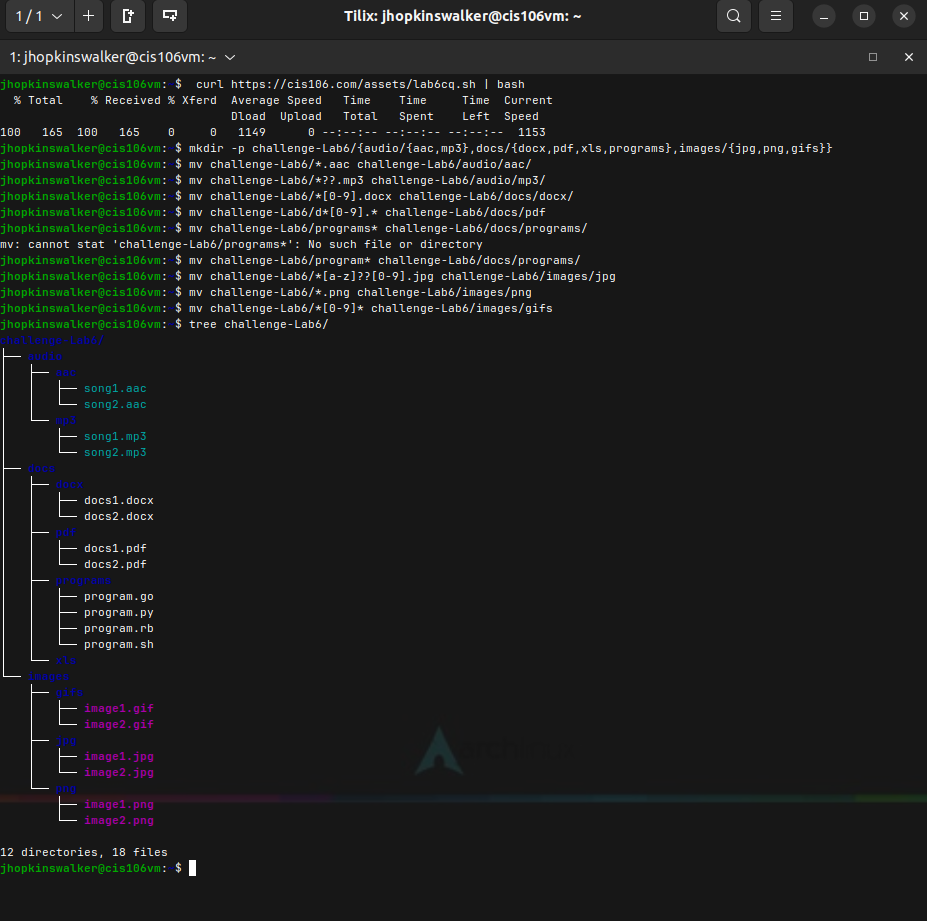 1 / 1
Tilix: jhopkinswalker@cis106vm: ~
1: jhopkinswalker@cis106vm: ~
jhopkinswalker@cis106vm: $  curl https://cis106.com/assets/lab6cq.sh | bash
  % Total    % Received % Xferd  Average Speed   Time    Time     Time  Current
                                 Dload  Upload   Total   Spent    Left  Speed
100   165  100   165    0     0   1149      0 --:--:-- --:--:-- --:--:--  1153
jhopkinswalker@cis106vm: $ mkdir -p challenge-Lab6/{audio/{aac,mp3},docs/{docx,pdf,xls,programs},images/{jpg,png,gifs}}
jhopkinswalker@cis106vm: $ mv challenge-Lab6/*.aac challenge-Lab6/audio/aac/
jhopkinswalker@cis106vm: $ mv challenge-Lab6/*??.mp3 challenge-Lab6/audio/mp3/
jhopkinswalker@cis106vm: $ mv challenge-Lab6/*[0-9].docx challenge-Lab6/docs/docx/
jhopkinswalker@cis106vm: $ mv challenge-Lab6/d*[0-9].* challenge-Lab6/docs/pdf
jhopkinswalker@cis106vm: $ mv challenge-Lab6/programs* challenge-Lab6/docs/programs/
mv: cannot stat 'challenge-Lab6/programs*': No such file or directory
jhopkinswalker@cis106vm: $ mv challenge-Lab6/program* challenge-Lab6/docs/programs/
jhopkinswalker@cis106vm: $ mv challenge-Lab6/*[a-z]??[0-9].jpg challenge-Lab6/images/jpg
jhopkinswalker@cis106vm: $ mv challenge-Lab6/*.png challenge-Lab6/images/png
jhopkinswalker@cis106vm: $ mv challenge-Lab6/*[0-9]* challenge-Lab6/images/gifs
jhopkinswalker@cis106vm: $ tree challenge-Lab6/
challenge-Lab6/
├── audio
│   ├── aac
│   │   ├── song1.aac
│   │   └── song2.aac
│   └── mp3
│       ├── song1.mp3
│       └── song2.mp3
├── docs
│   ├── docx
│   │   ├── docs1.docx
│   │   └── docs2.docx
│   ├── pdf
│   │   ├── docs1.pdf
│   │   └── docs2.pdf
│   ├── programs
│   │   ├── program.go
│   │   ├── program.py
│   │   ├── program.rb
│   │   └── program.sh
│   └── xls
└── images
    ├── gifs
    │   ├── image1.gif
    │   └── image2.gif
    ├── jpg
    │   ├── image1.jpg
    │   └── image2.jpg
    └── png
        ├── image1.png
        └── image2.png
12 directories, 18 files
jhopkinswalker@cis106vm: $